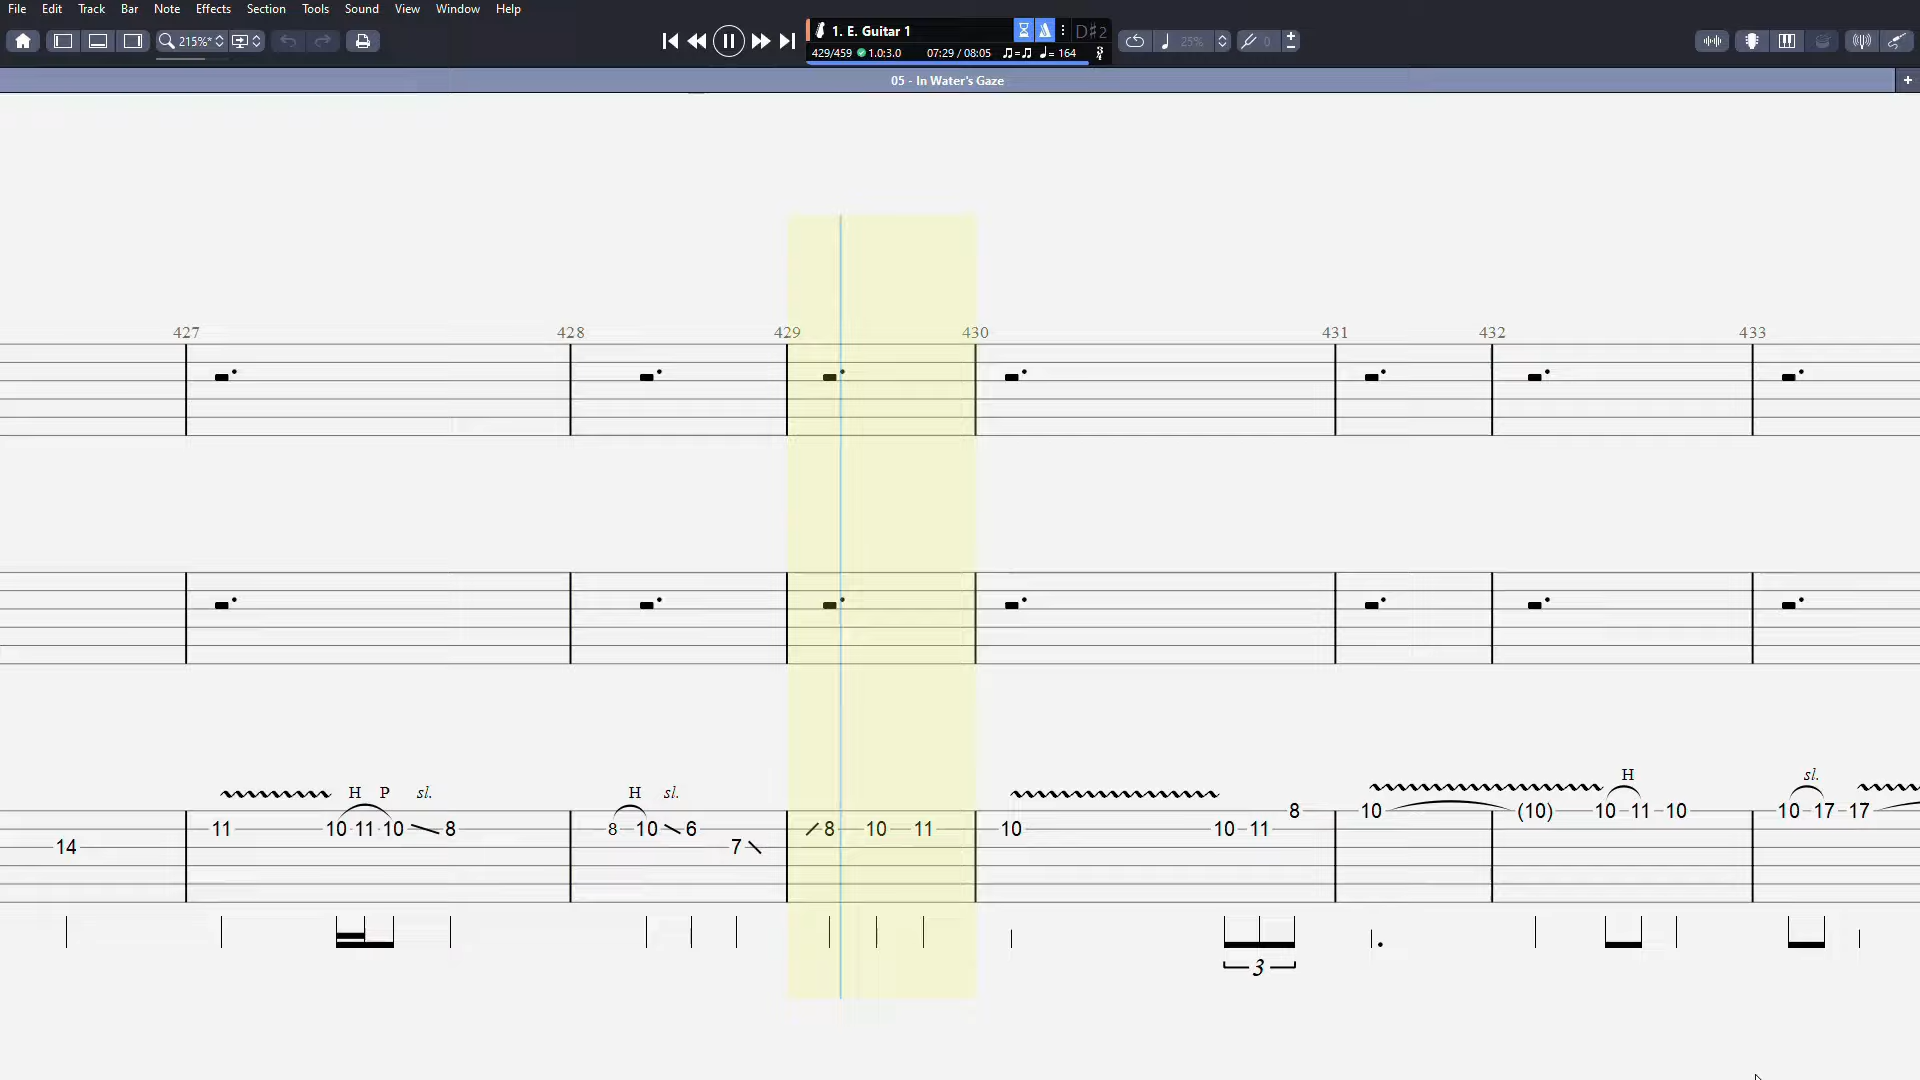 File Edit Track Bar Note Effects Section Tools Sound View Window Help
215%*
1. E. Guitar 1
D♯2
25%
0
429/459 1.0:3.0 07:29 / 08:05 ♫=♫ ♩= 164
05 - In Water's Gaze
+
427 428 429 430 431 432 433
H P sl. H sl. H sl.
10 (10) 10 11 10 10 17 17
8
11 10 11 10 8 8 10 6 8 10 11 10 10 11
14 7
3